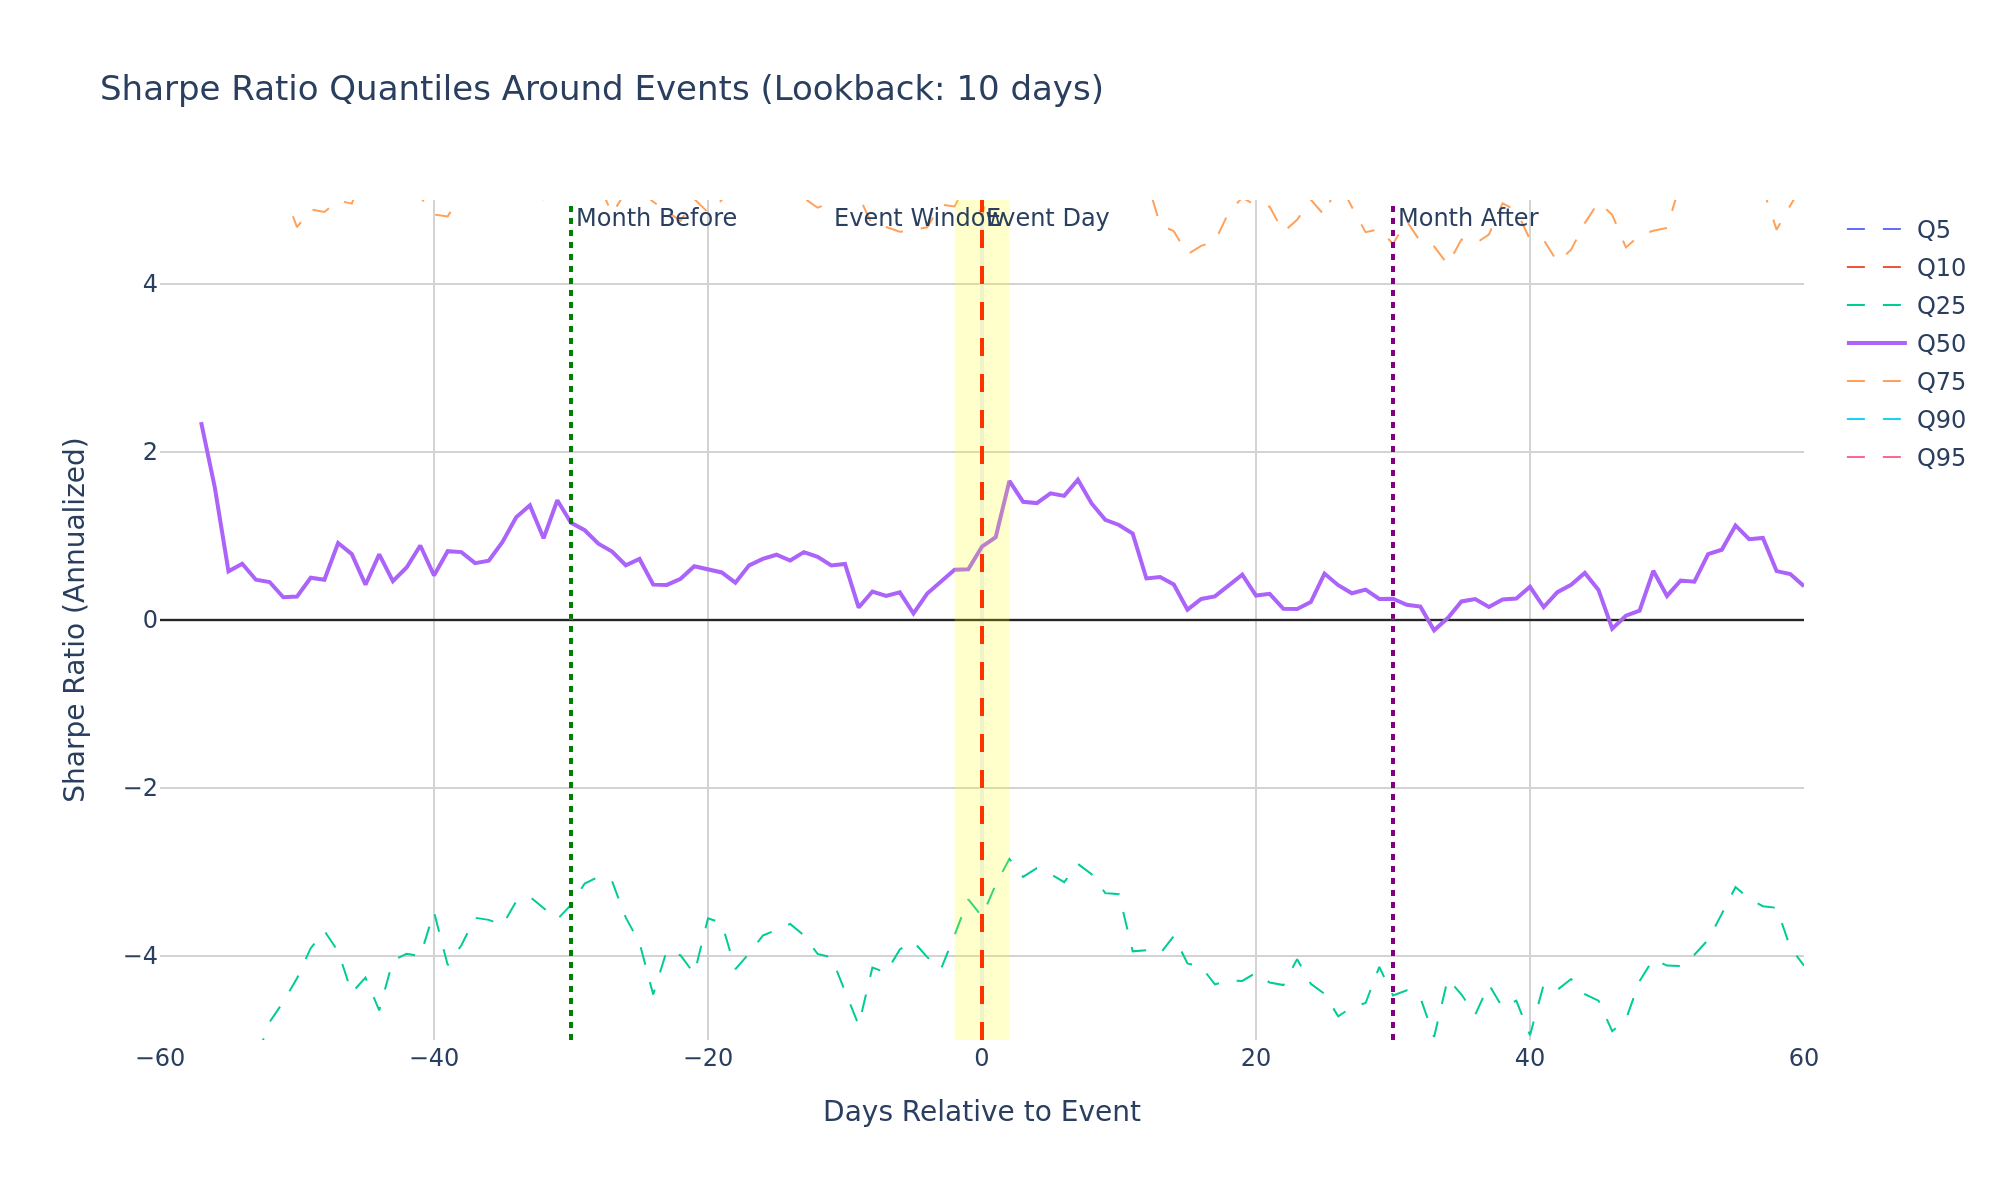 Sharpe Ratio Quantiles Around Events (Lookback: 10 days)
Month Before
Event Window
Event Day
Month After
Q5
Q10
Q25
Q50
Q75
Q90
Q95
4
2
0
−2
−4
Sharpe Ratio (Annualized)
−60
−40
−20
0
20
40
60
Days Relative to Event